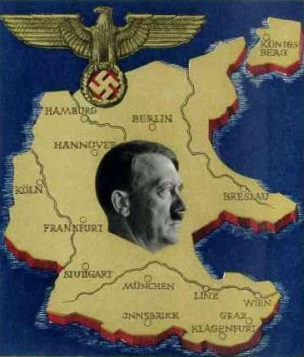 KÖNIGS
BERG
HAMBURG
BERLIN
HANNOVER
KÖLN
BRESLAU
FRANKFURT
STUTTGART
MÜNCHEN
LINZ
WIEN
INNSBRUCK
GRAZ
KLAGENFURT